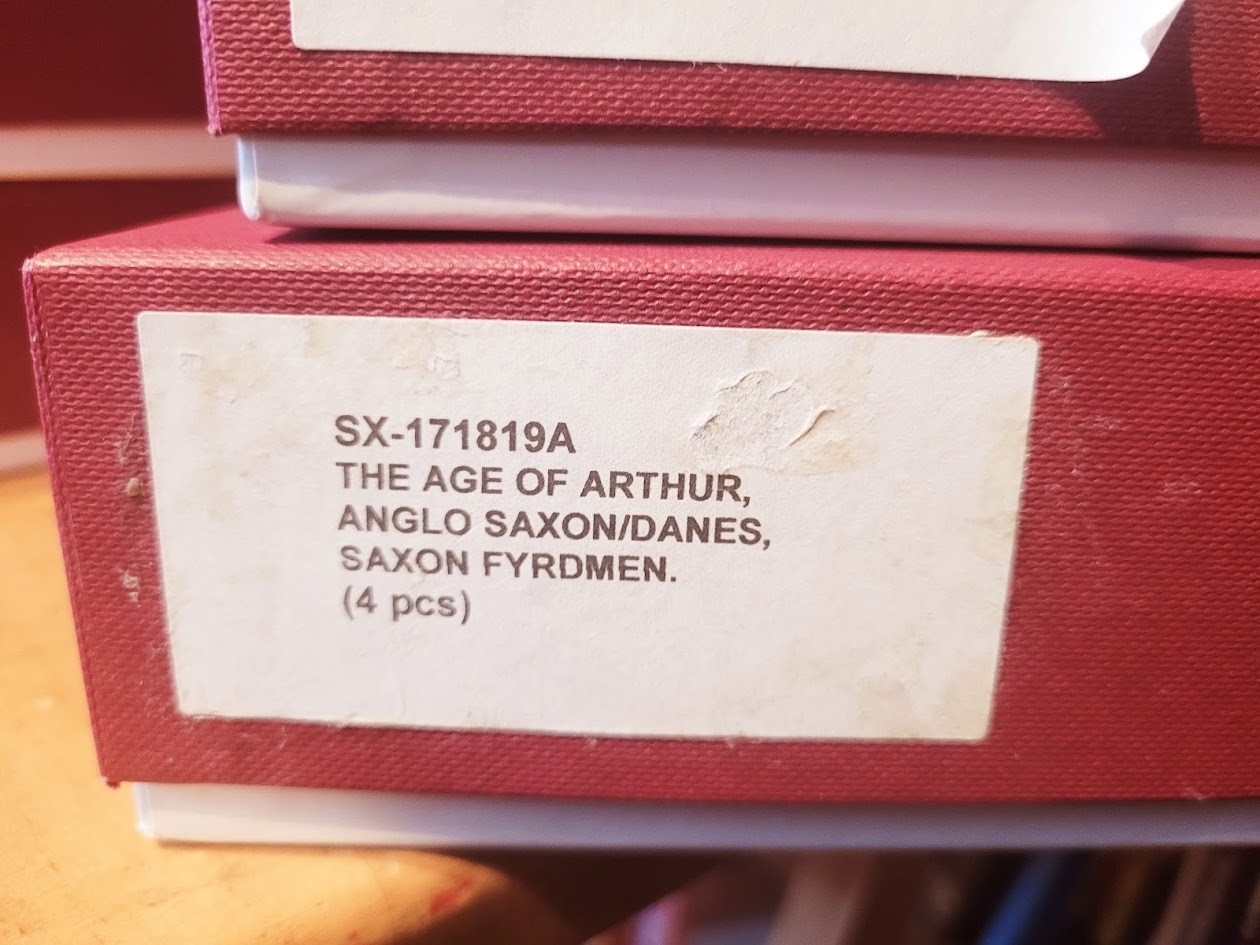 SX-171819A
THE AGE OF ARTHUR,
ANGLO SAXON/DANES,
SAXON FYRDMEN.
(4 pcs)